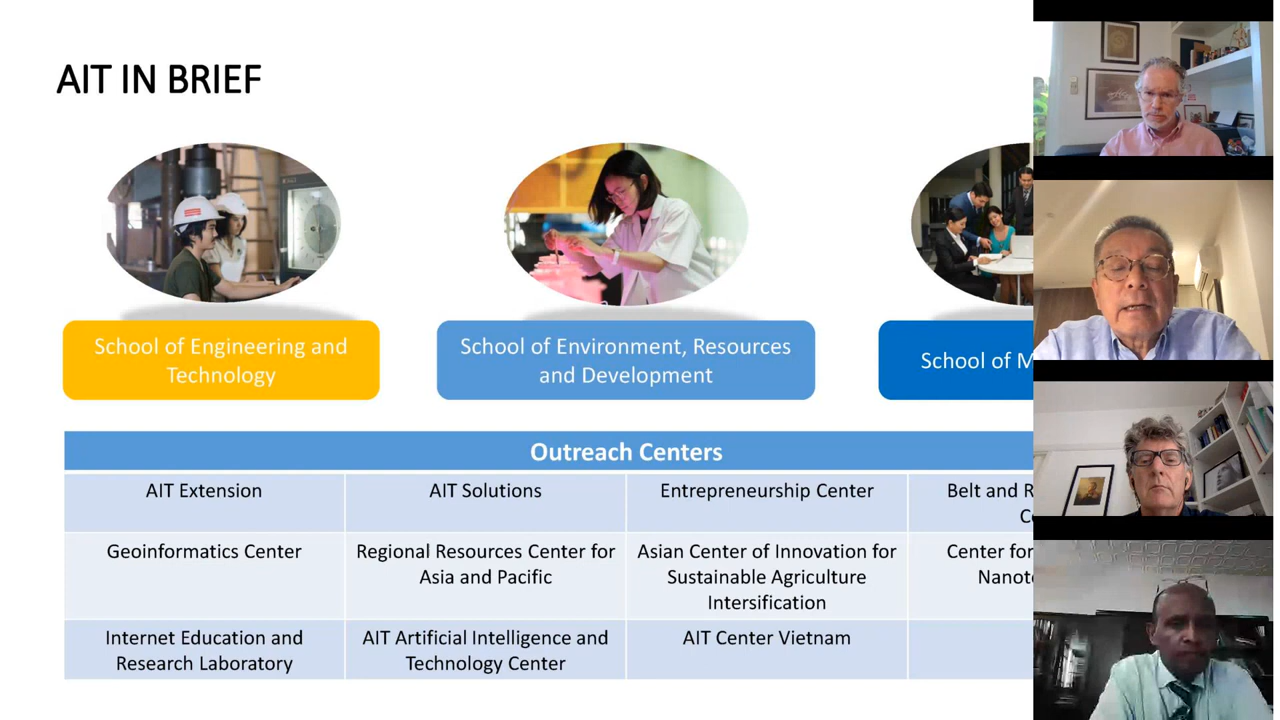 AIT IN BRIEF
School of Engineering and
Technology
School of Environment, Resources
and Development
School of
Outreach Centers
AIT Extension
AIT Solutions
Entrepreneurship Center
Belt and
Geoinformatics Center
Regional Resources Center for
Asia and Pacific
Asian Center of Innovation for
Sustainable Agriculture
Intersification
Center for
Internet Education and
Research Laboratory
AIT Artificial Intelligence and
Technology Center
AIT Center Vietnam